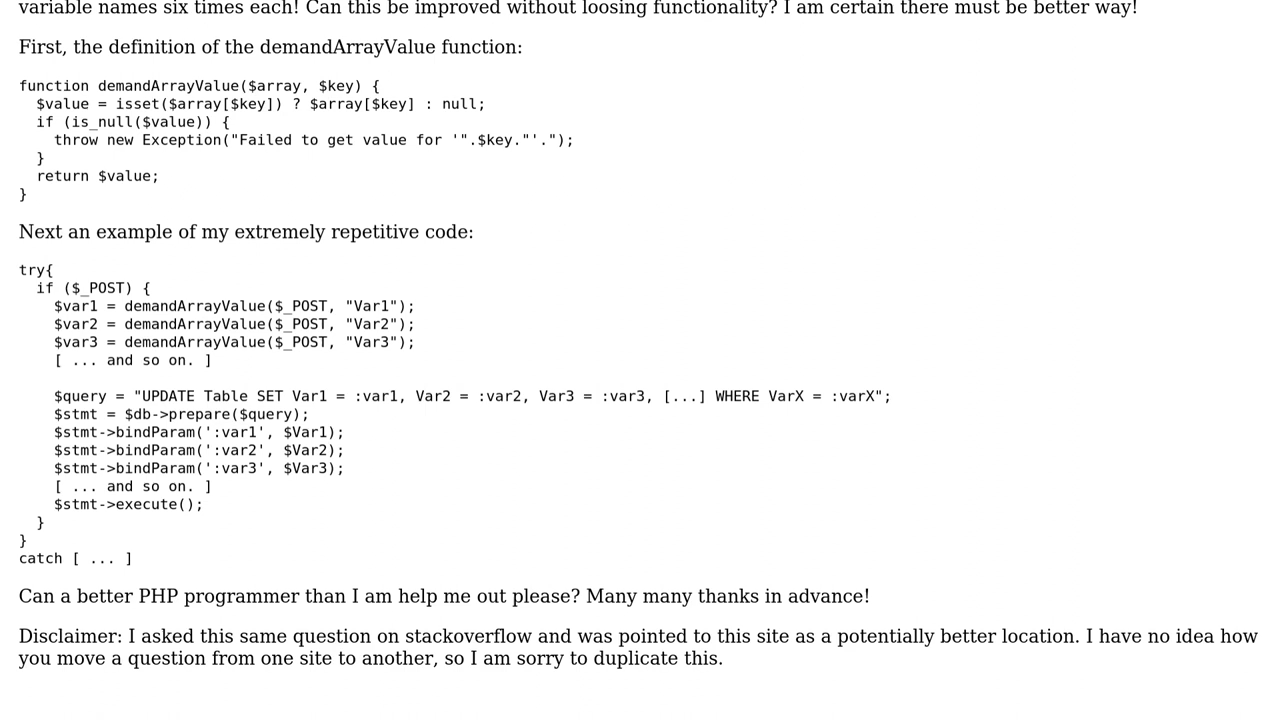 variable names six times each! Can this be improved without loosing functionality? I am certain there must be better way!
First, the definition of the demandArrayValue function:
function demandArrayValue($array, $key) {
  $value = isset($array[$key]) ? $array[$key] : null;
  if (is_null($value)) {
    throw new Exception("Failed to get value for '".$key."'.");
  }
  return $value;
}
Next an example of my extremely repetitive code:
try{
  if ($_POST) {
    $var1 = demandArrayValue($_POST, "Var1");
    $var2 = demandArrayValue($_POST, "Var2");
    $var3 = demandArrayValue($_POST, "Var3");
    [ ... and so on. ]
    $query = "UPDATE Table SET Var1 = :var1, Var2 = :var2, Var3 = :var3, [...] WHERE VarX = :varX";
    $stmt = $db->prepare($query);
    $stmt->bindParam(':var1', $Var1);
    $stmt->bindParam(':var2', $Var2);
    $stmt->bindParam(':var3', $Var3);
    [ ... and so on. ]
    $stmt->execute();
  }
}
catch [ ... ]
Can a better PHP programmer than I am help me out please? Many many thanks in advance!
Disclaimer: I asked this same question on stackoverflow and was pointed to this site as a potentially better location. I have no idea how
you move a question from one site to another, so I am sorry to duplicate this.